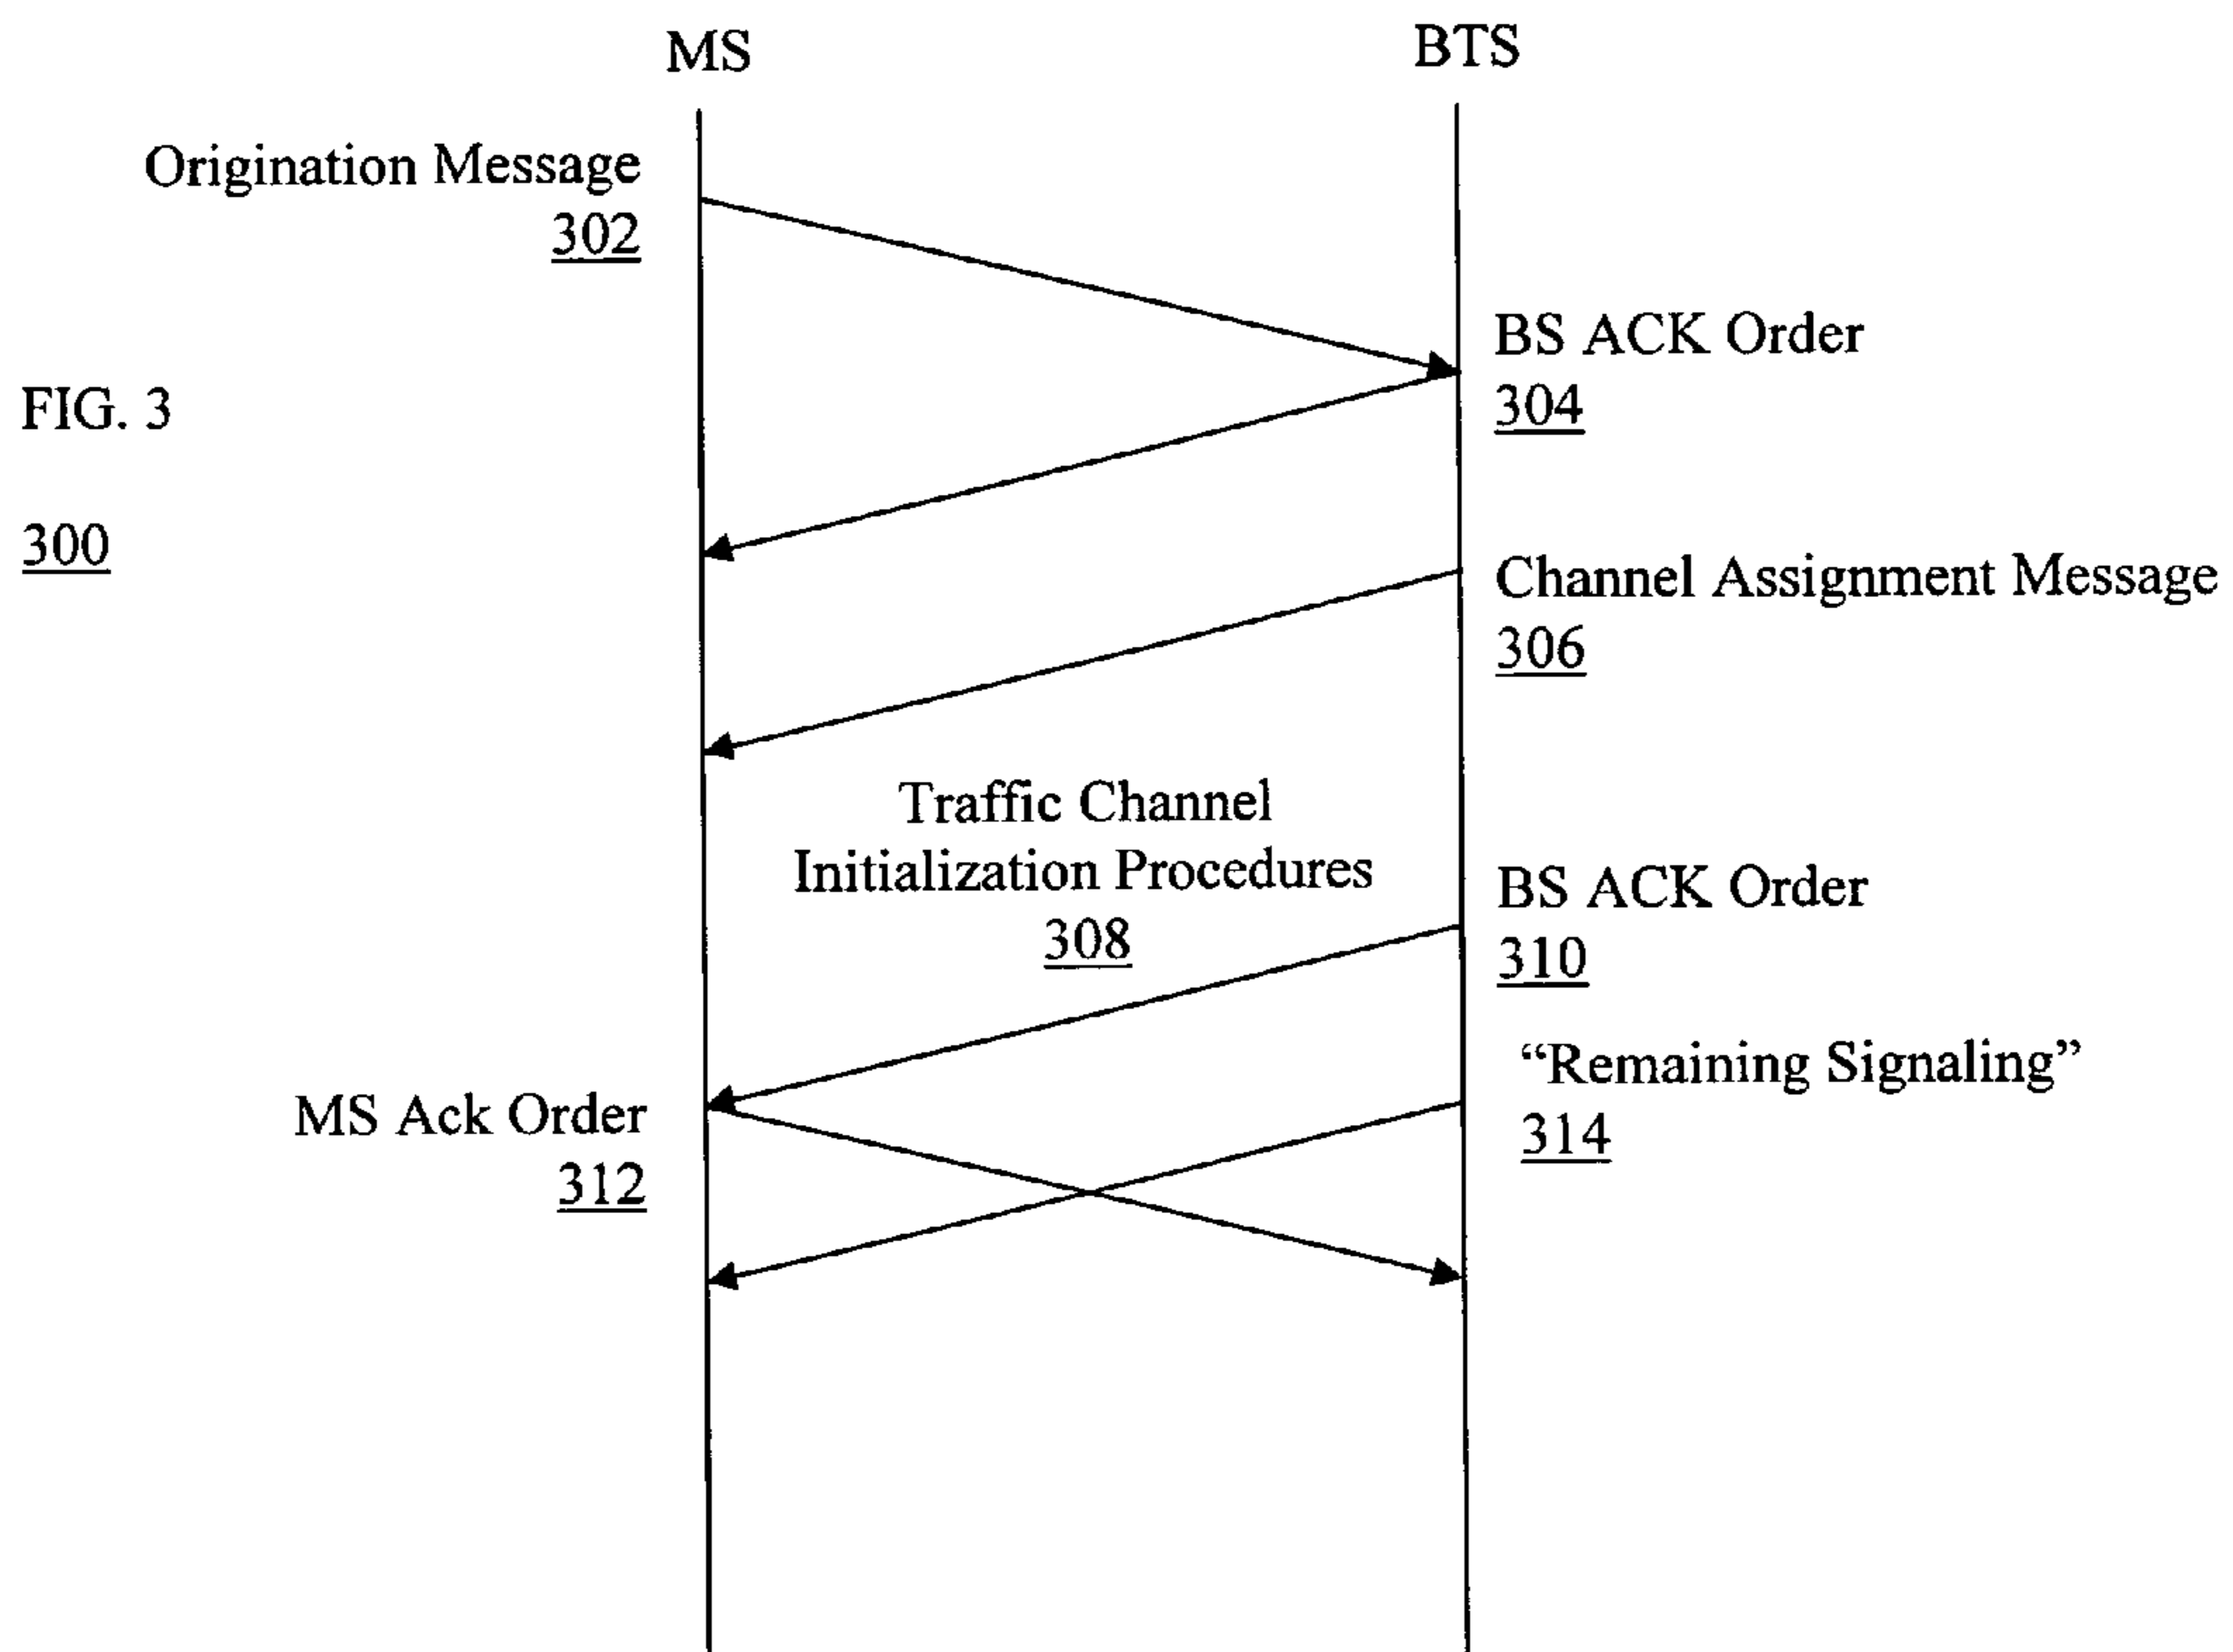 MS
BTS
Origination Message
302
BS ACK Order
304
FIG. 3
300
Channel Assignment Message
306
Traffic Channel
Initialization Procedures
308
BS ACK Order
310
“Remaining Signaling”
314
MS Ack Order
312